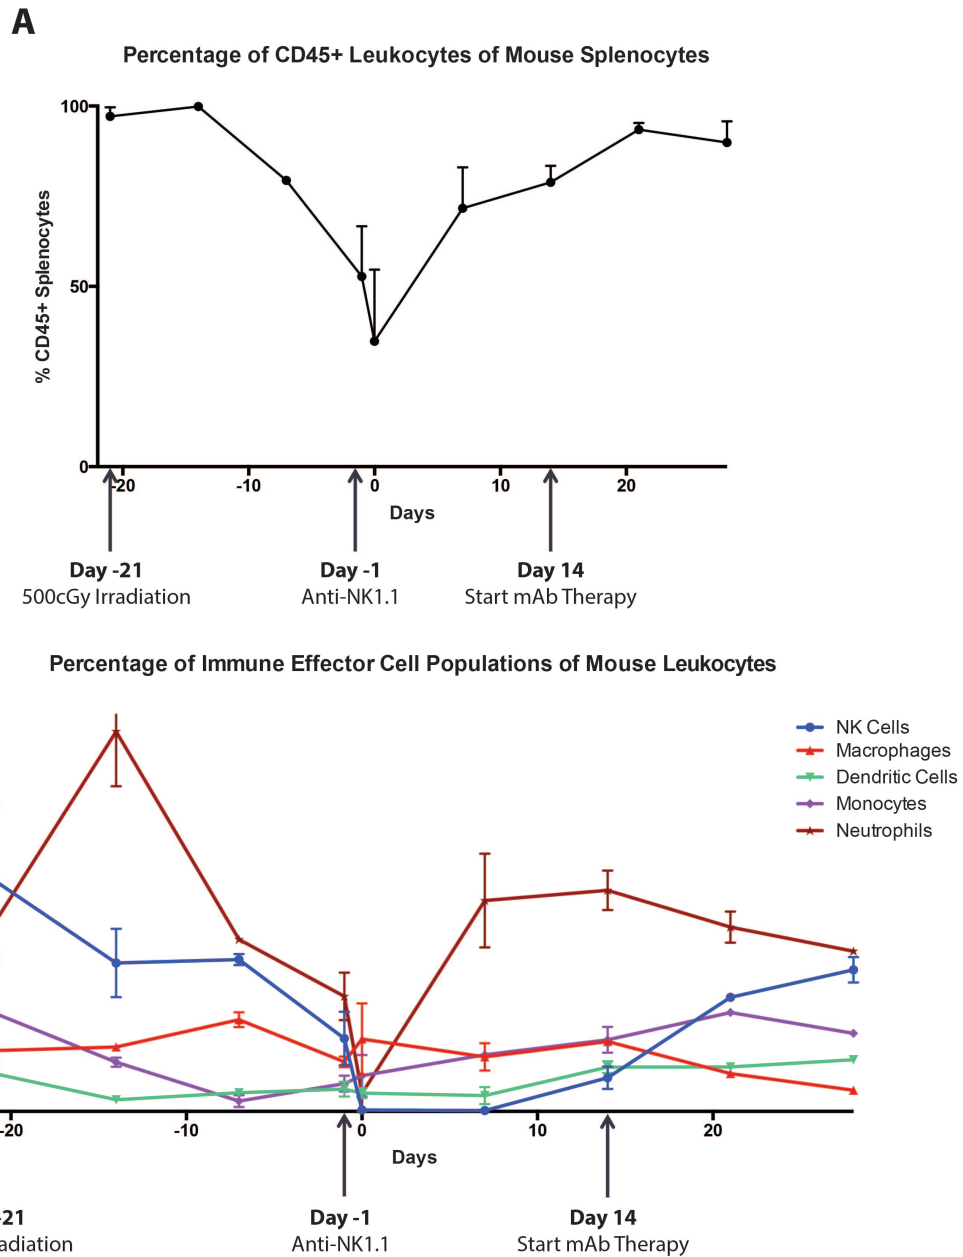 A
Percentage of CD45+ Leukocytes of Mouse Splenocytes
% CD45+ Splenocytes
100
50
0
-20 -10 0 10 20
Days
Day -21 Day -1 Day 14
500cGy Irradiation Anti-NK1.1 Start mAb Therapy
Percentage of Immune Effector Cell Populations of Mouse Leukocytes
NK Cells
Macrophages
Dendritic Cells
Monocytes
Neutrophils
-20 -10 0 10 20
Days
-21 Day -1 Day 14
adiation Anti-NK1.1 Start mAb Therapy